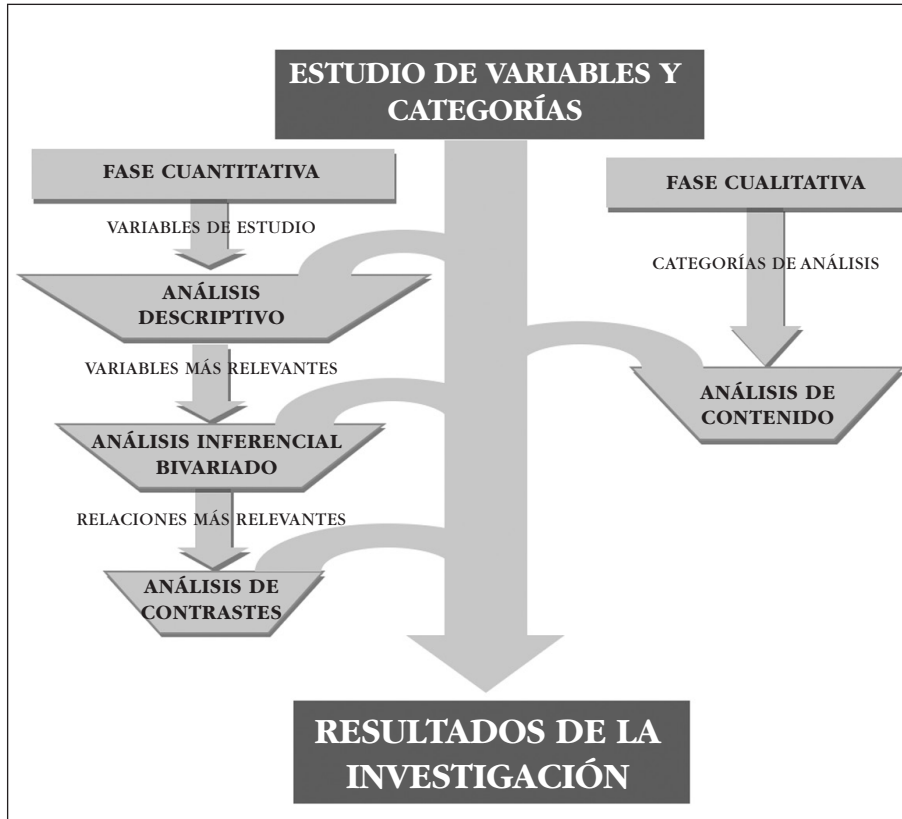 ESTUDIO DE VARIABLES Y
CATEGORÍAS
FASE CUANTITATIVA
VARIABLES DE ESTUDIO
ANÁLISIS
DESCRIPTIVO
VARIABLES MÁS RELEVANTES
ANÁLISIS INFERENCIAL
BIVARIADO
RELACIONES MÁS RELEVANTES
ANÁLISIS DE
CONTRASTES
FASE CUALITATIVA
CATEGORÍAS DE ANÁLISIS
ANÁLISIS DE
CONTENIDO
RESULTADOS DE LA
INVESTIGACIÓN